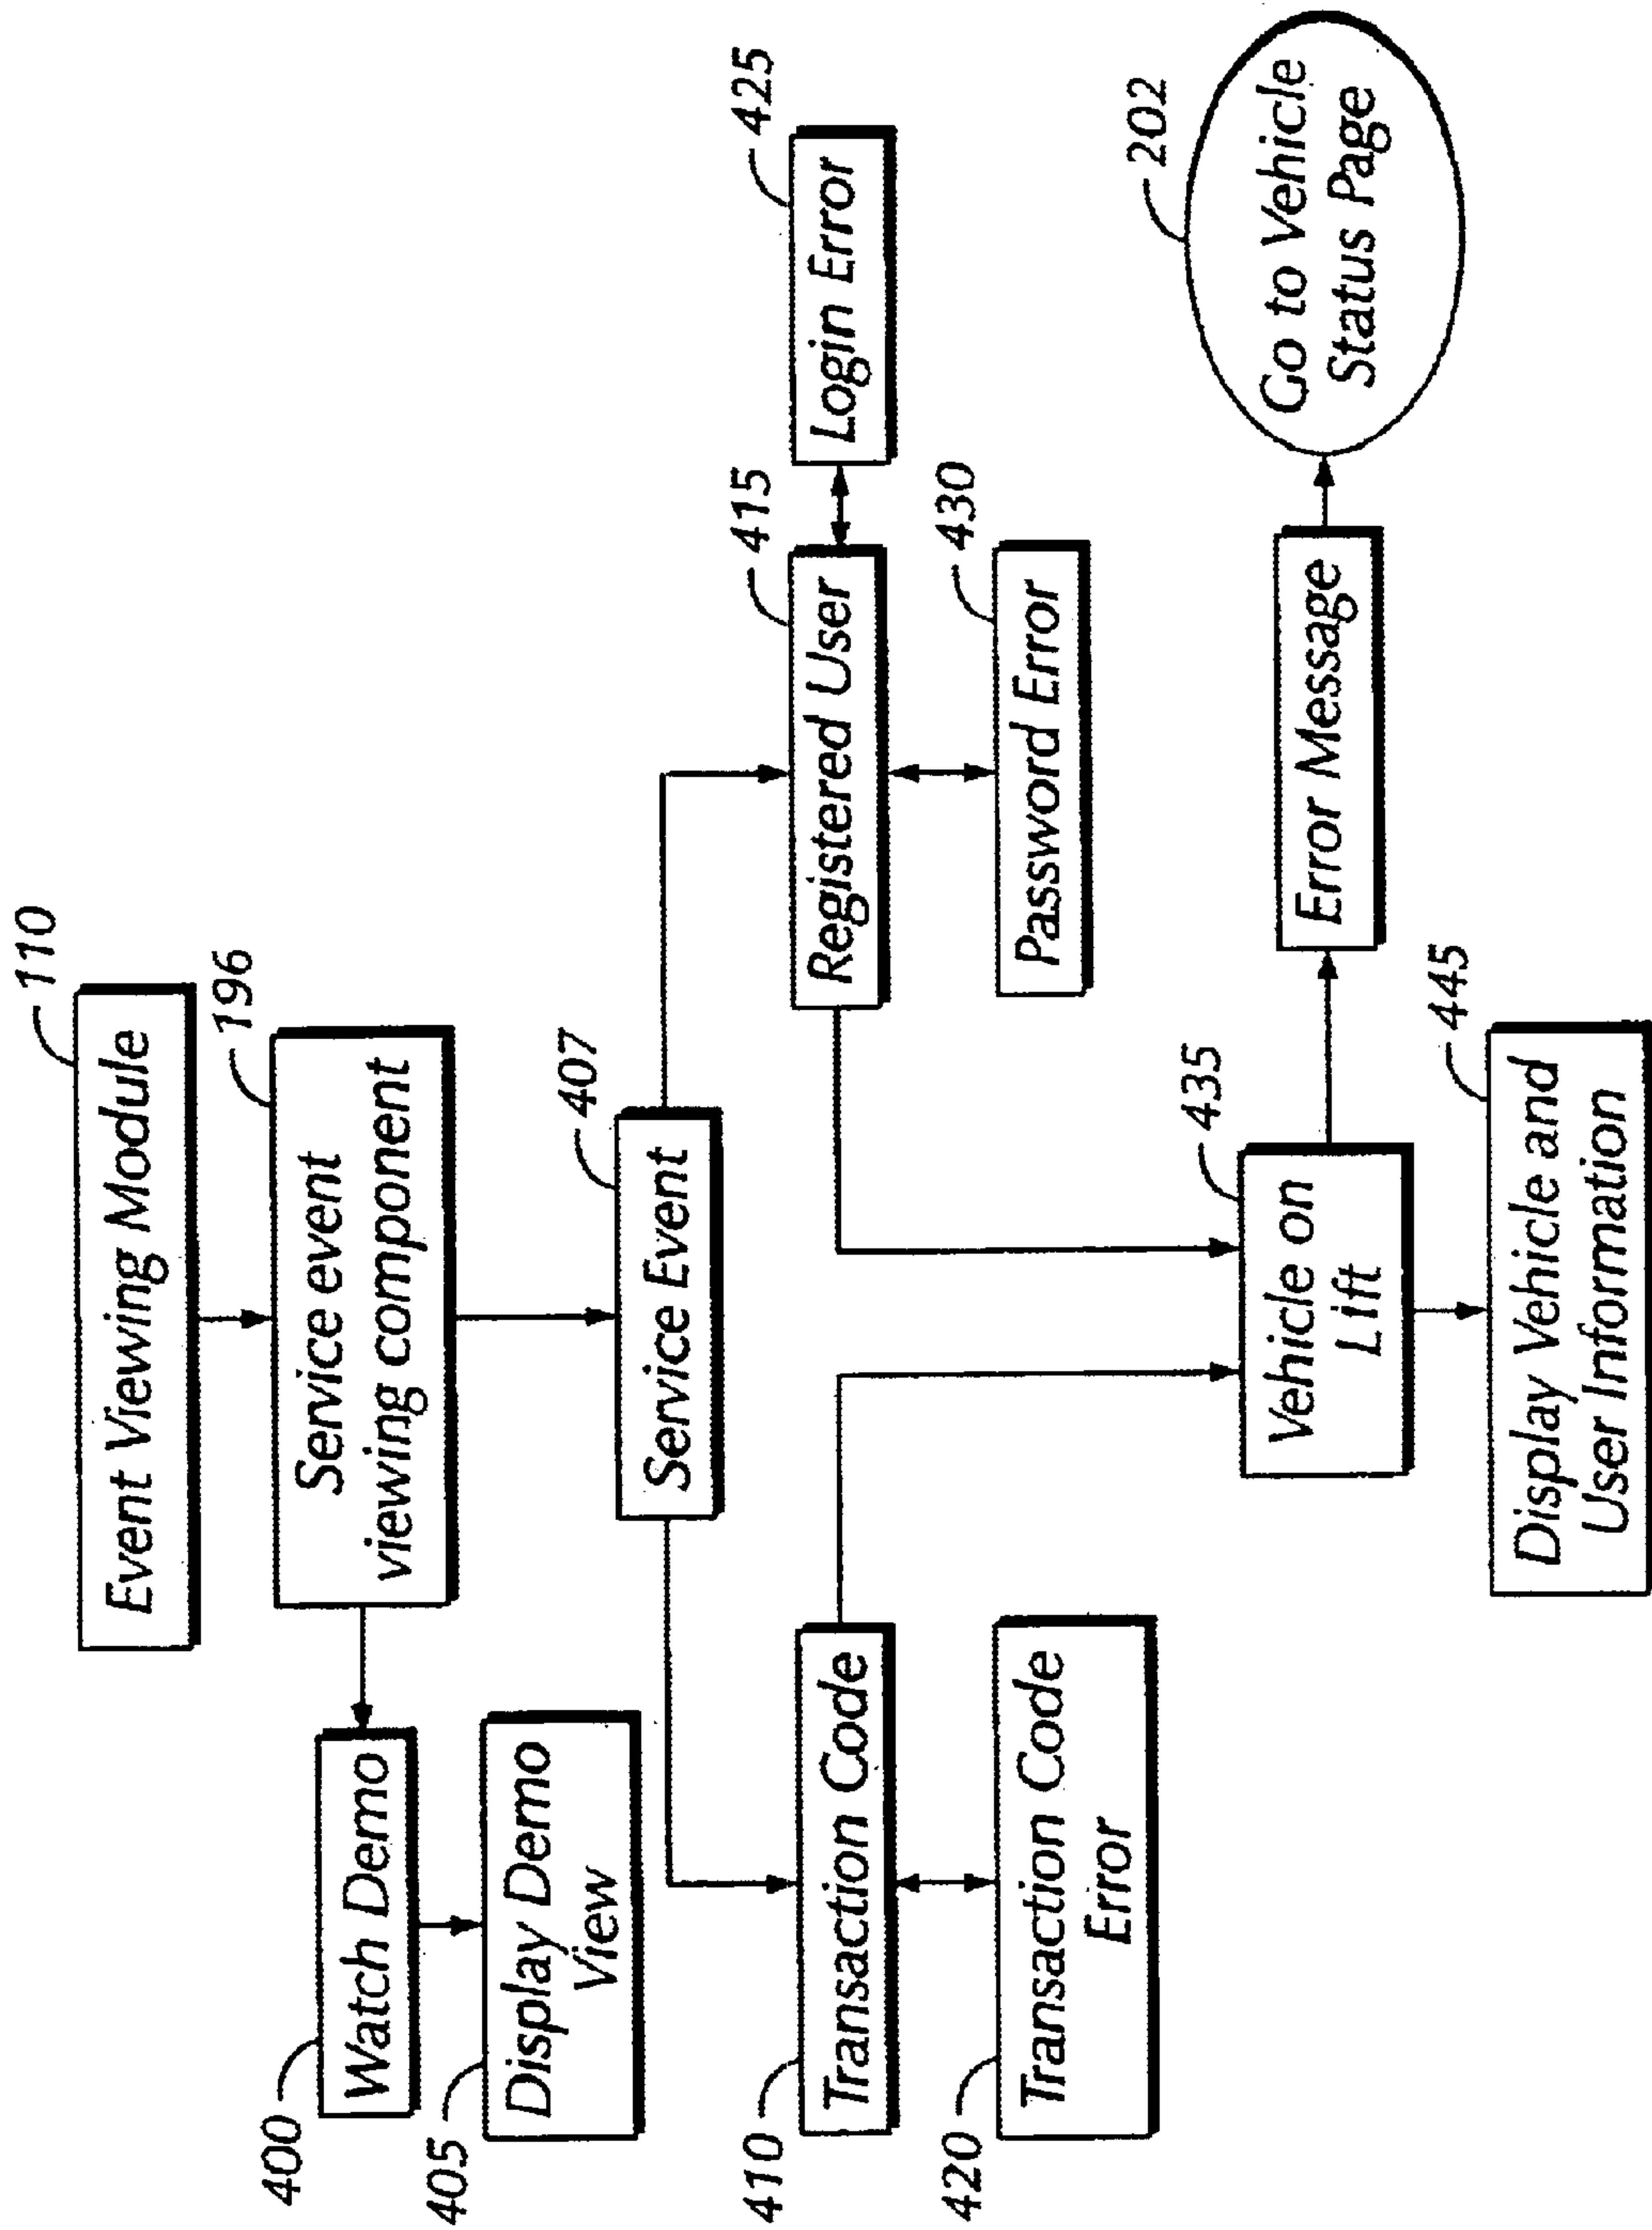 110
Event Viewing Module
196
Service event
viewing component
400
Watch Demo
405
Display Demo
View
407
Service Event
425
Login Error
415
Registered User
430
Password Error
410
Transaction Code
420
Transaction Code
Error
435
Vehicle on
Lift
Error Message
202
Go to Vehicle
Status Page
445
Display Vehicle and
User Information